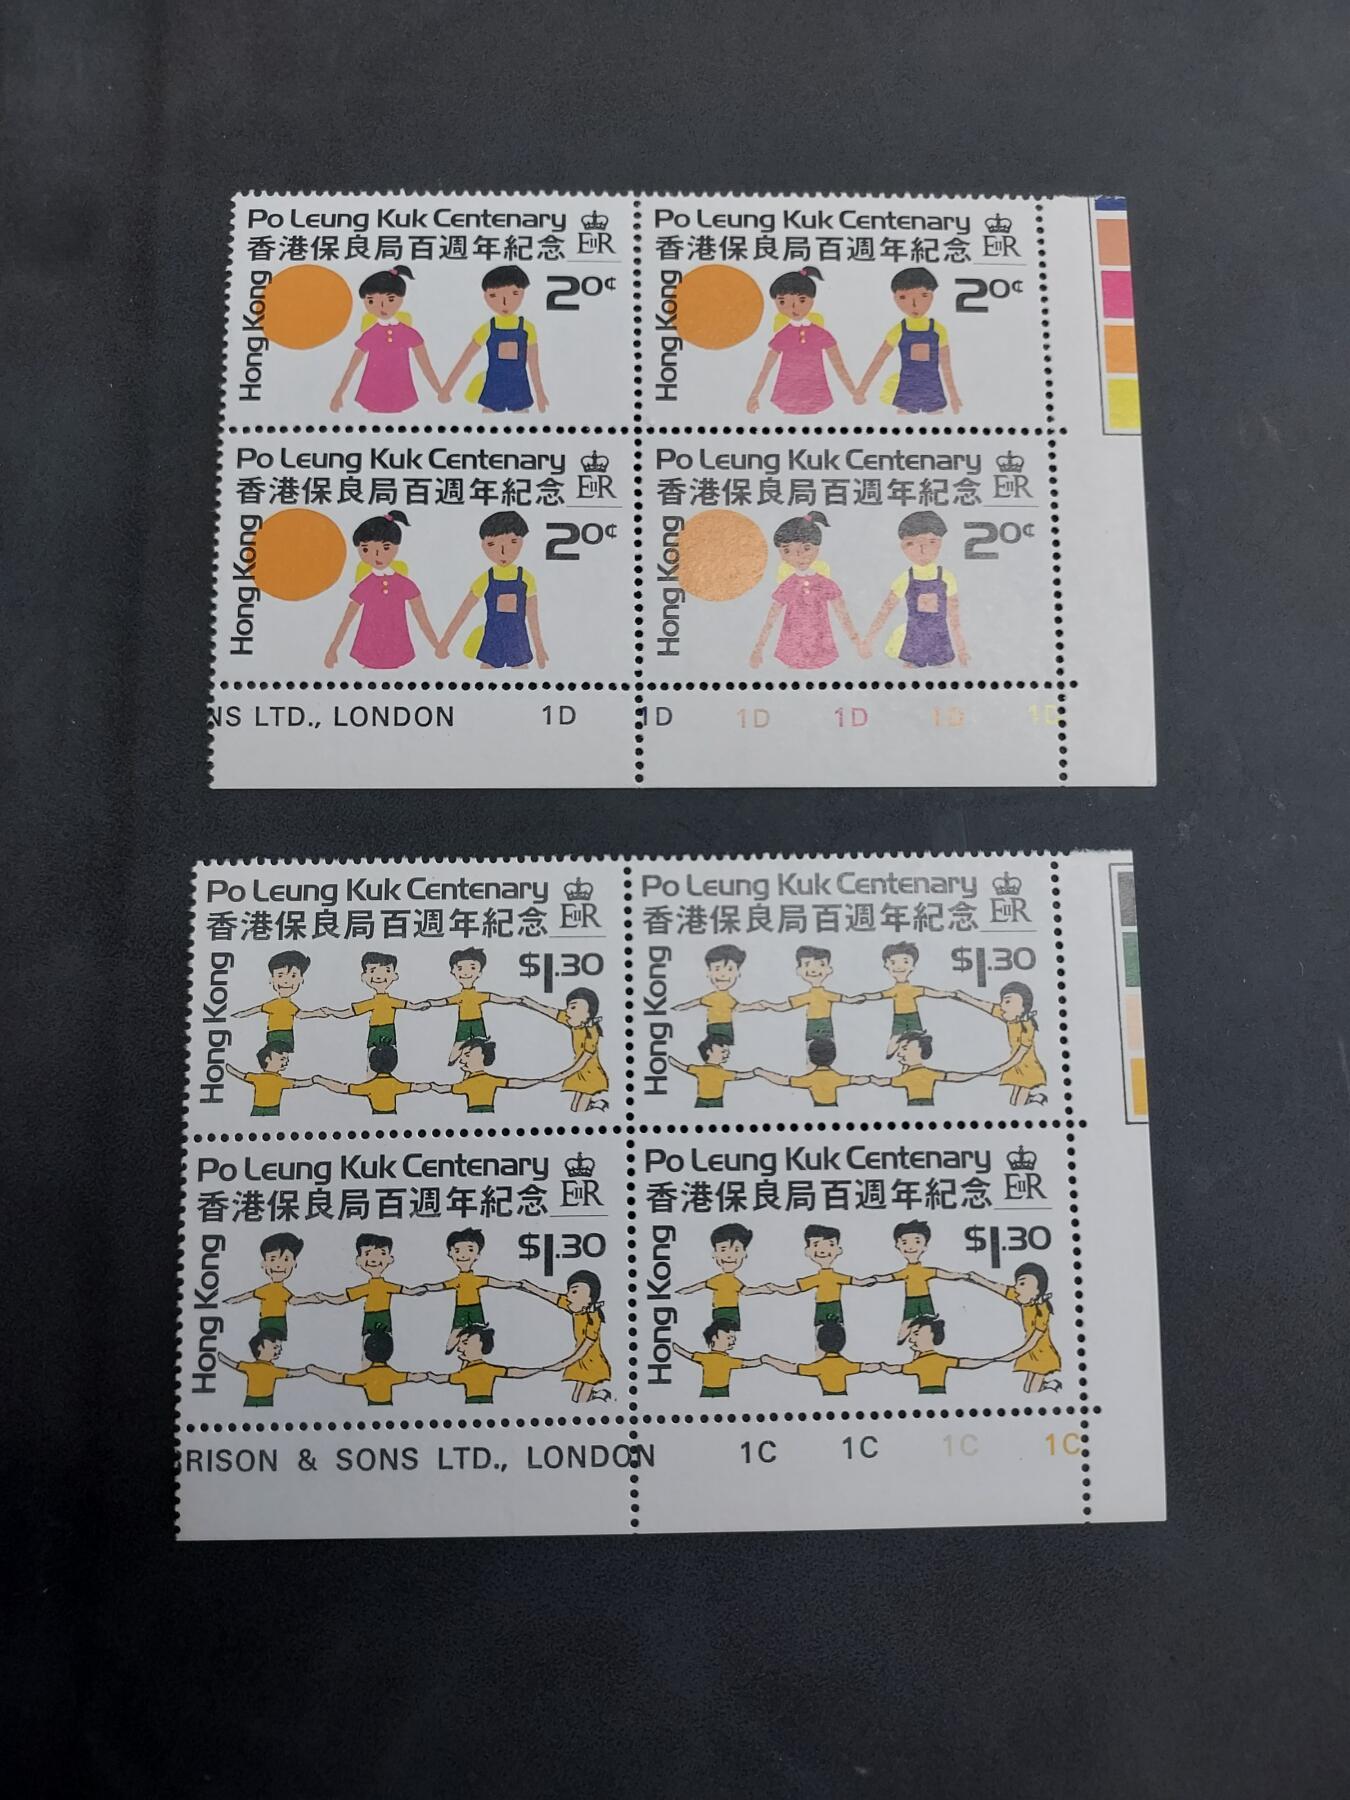 Po Leung Kuk Centenary
香港保良局百週年紀念 EIIR
Hong Kong
20¢
Po Leung Kuk Centenary
香港保良局百週年紀念 EIIR
Hong Kong
20¢
Po Leung Kuk Centenary
香港保良局百週年紀念 EIIR
Hong Kong
20¢
Po Leung Kuk Centenary
香港保良局百週年紀念 EIIR
Hong Kong
20¢
NS LTD., LONDON 1D 1D 1D 1D 1D 1D
Po Leung Kuk Centenary
香港保良局百週年紀念 EIIR
Hong Kong
$1.30
Po Leung Kuk Centenary
香港保良局百週年紀念 EIIR
Hong Kong
$1.30
Po Leung Kuk Centenary
香港保良局百週年紀念 EIIR
Hong Kong
$1.30
Po Leung Kuk Centenary
香港保良局百週年紀念 EIIR
Hong Kong
$1.30
RISON & SONS LTD., LONDON 1C 1C 1C 1C